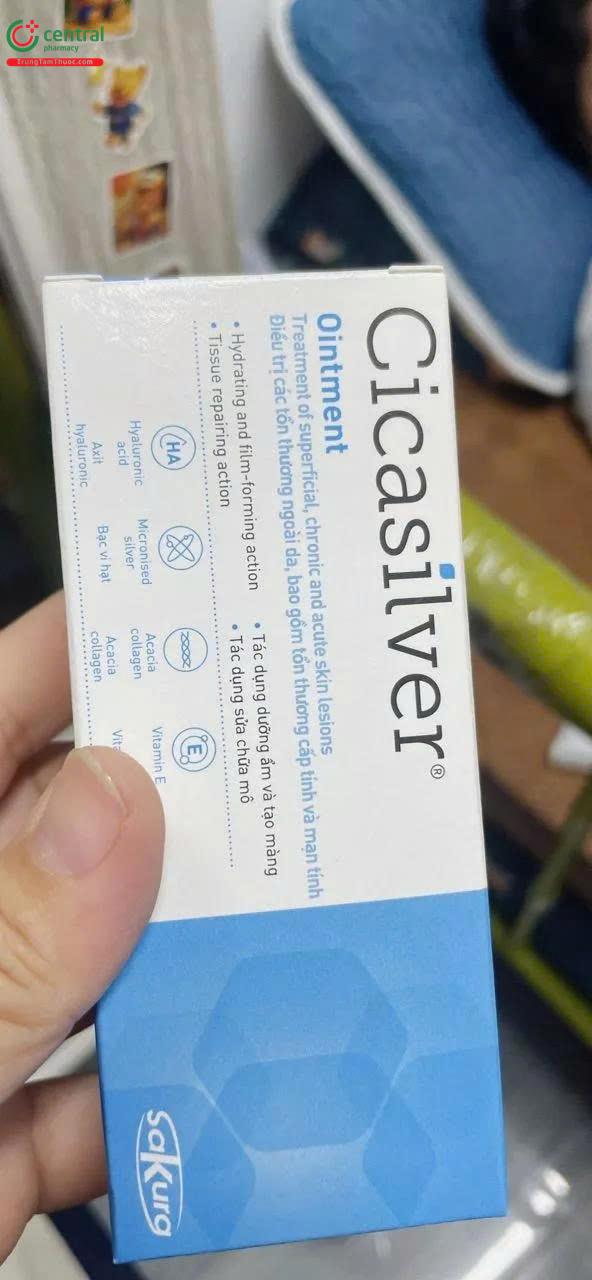 central
pharmacy
TrungTamThuoc.com
Cicasilver®
Ointment
Treatment of superficial, chronic and acute skin lesions
Điều trị các tổn thương ngoài da, bao gồm tổn thương cấp tính và mạn tính
• Hydrating and film-forming action
• Tissue repairing action
• Tác dụng dưỡng ẩm và tạo màng
• Tác dụng sửa chữa mô
HA
Hyaluronic
acid
Axit
hyaluronic
Micronised
silver
Bạc vi hạt
Acacia
collagen
Acacia
collagen
E
Vitamin E
sakura